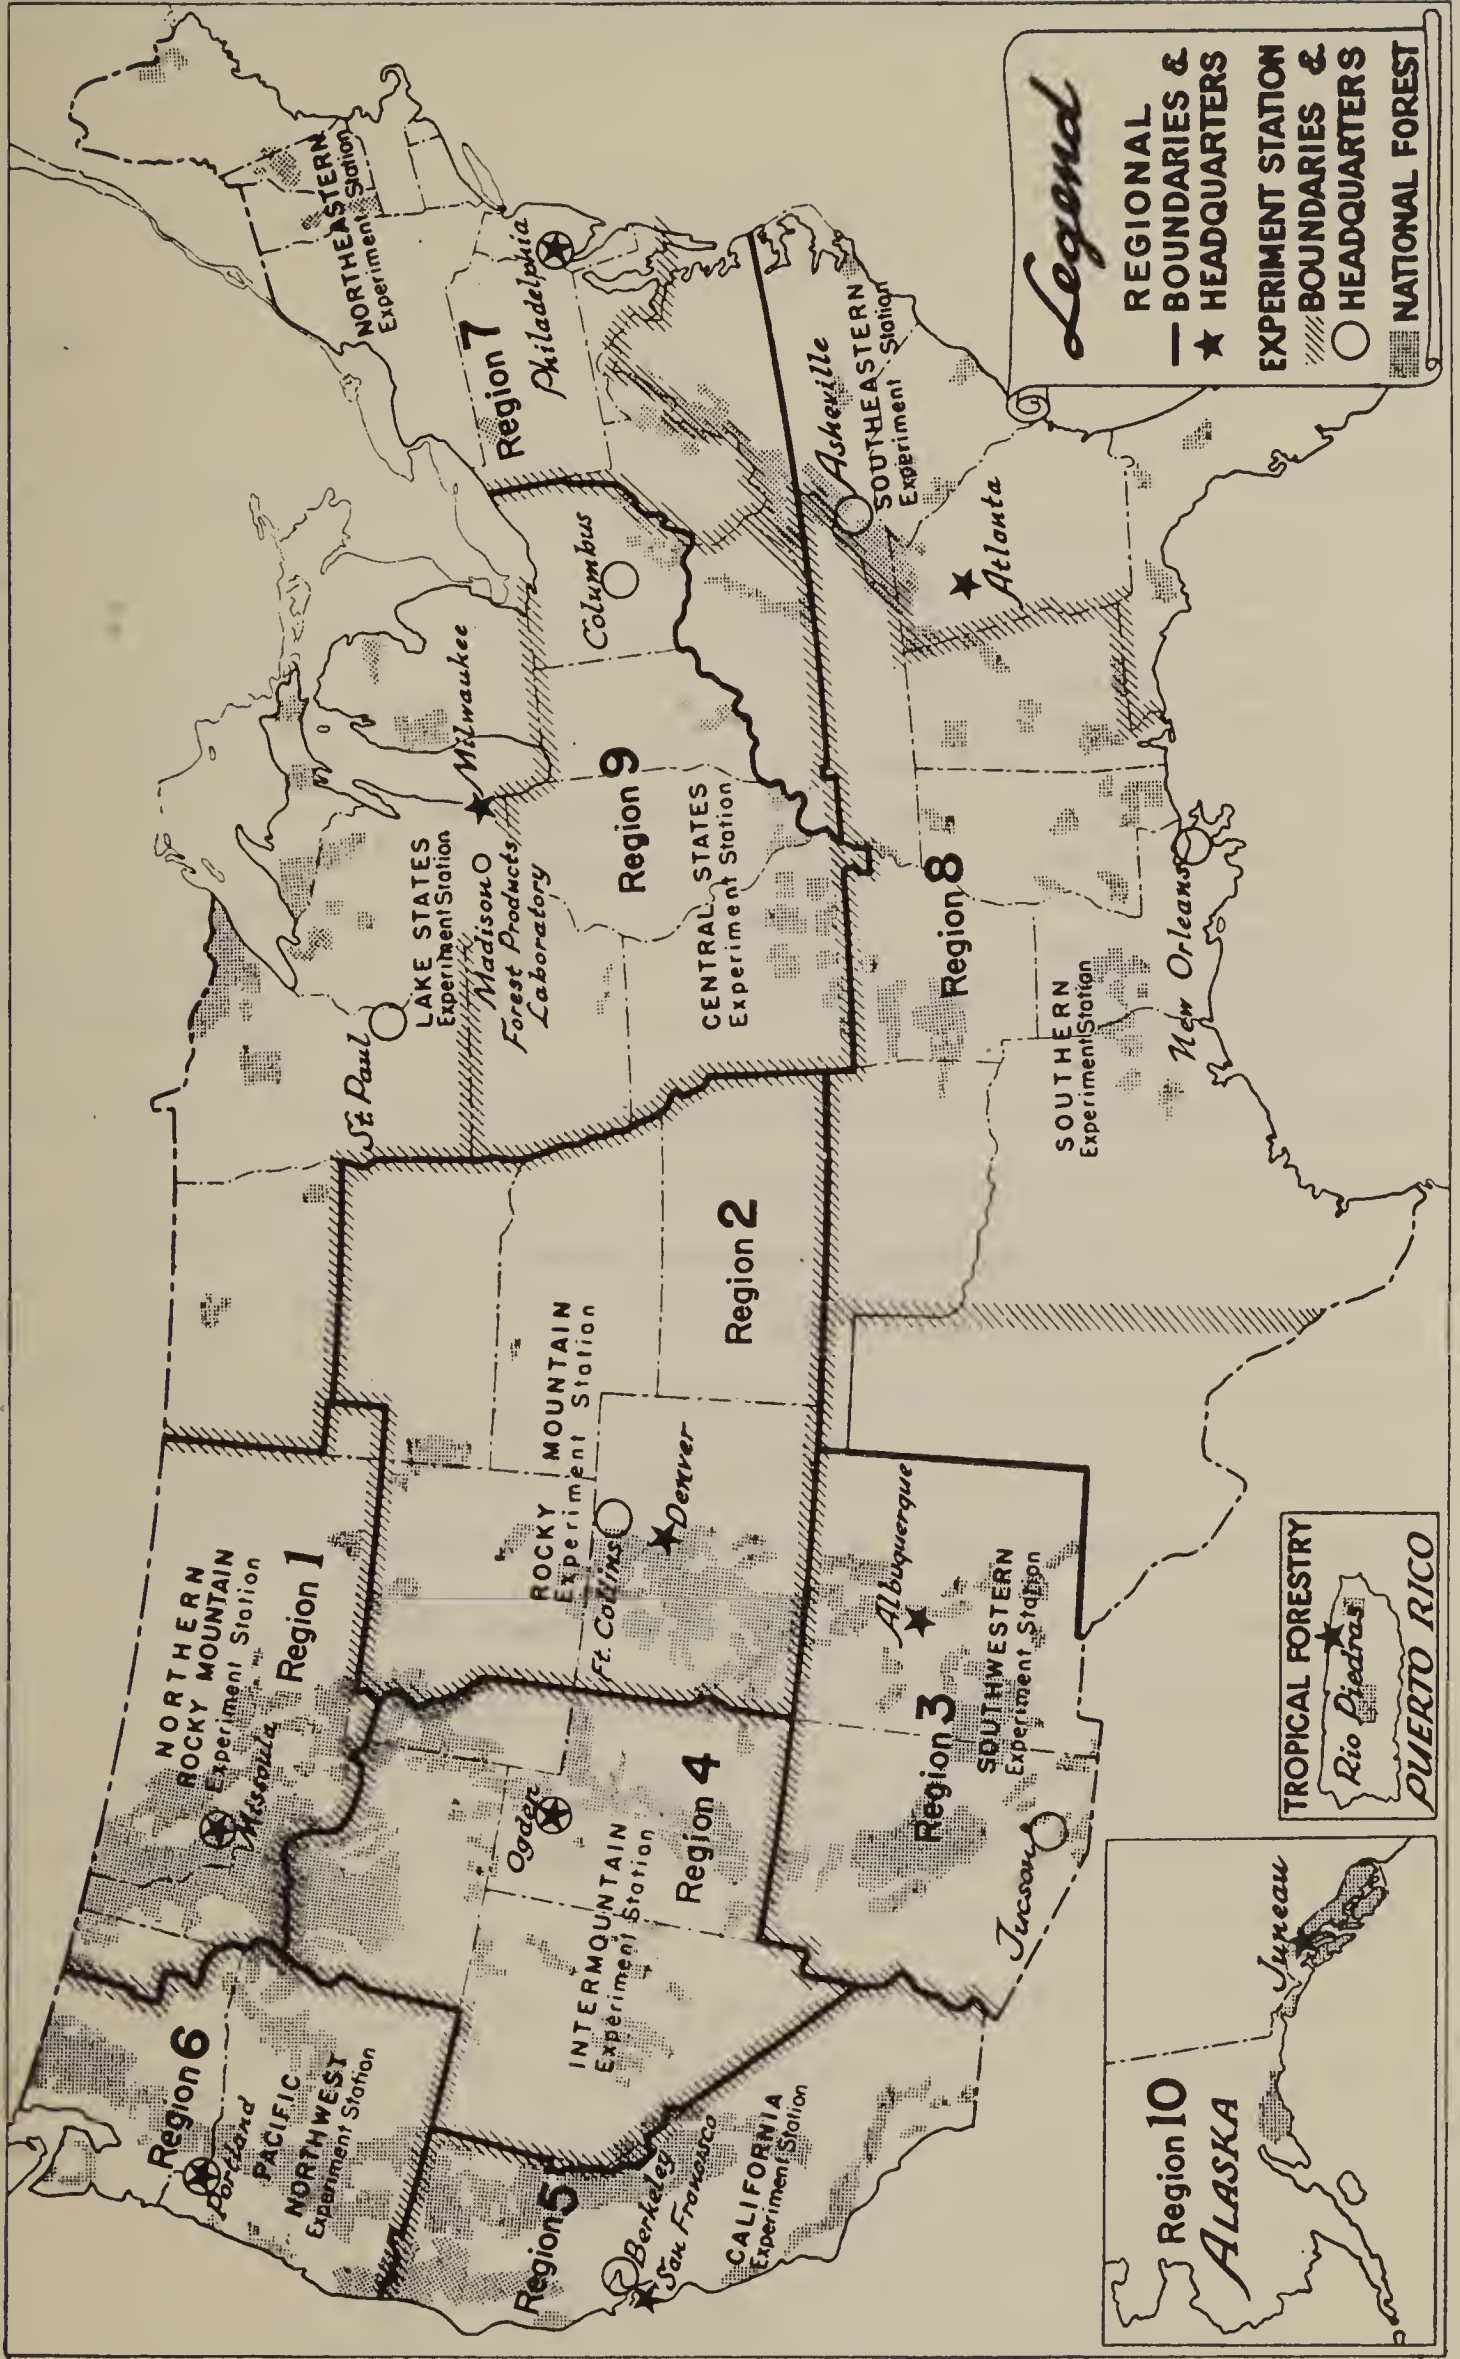 Region 6
Portland
PACIFIC
NORTHWEST
Experiment Station
NORTHERN
ROCKY MOUNTAIN
Experiment Station
Missoula
Region 1
Region 5
Berkeley
San Francisco
CALIFORNIA
Experiment Station
INTERMOUNTAIN
Experiment Station
Ogden
Region 4
ROCKY MOUNTAIN
Experiment Station
Ft. Collins
Denver
Region 2
Region 3
Albuquerque
SOUTHWESTERN
Experiment Station
Tucson
St. Paul
LAKE STATES
Experiment Station
Madison
Forest Products
Laboratory
Milwaukee
Region 9
CENTRAL STATES
Experiment Station
Columbus
NORTHEASTERN
Experiment Station
Region 7
Philadelphia
Region 8
SOUTHERN
Experiment Station
New Orleans
Asheville
SOUTHEASTERN
Experiment Station
Atlanta
Region 10
ALASKA
Juneau
TROPICAL FORESTRY
Rio Piedras
PUERTO RICO
Legend
REGIONAL
BOUNDARIES &
HEADQUARTERS
EXPERIMENT STATION
BOUNDARIES &
HEADQUARTERS
NATIONAL FOREST